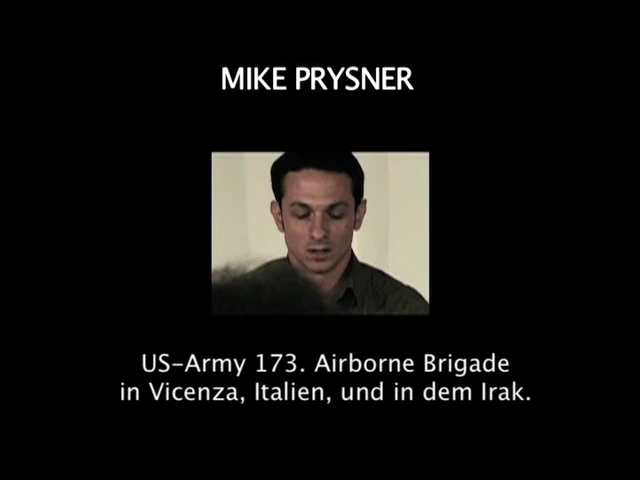 MIKE PRYSNER
US-Army 173. Airborne Brigade
in Vicenza, Italien, und in dem Irak.